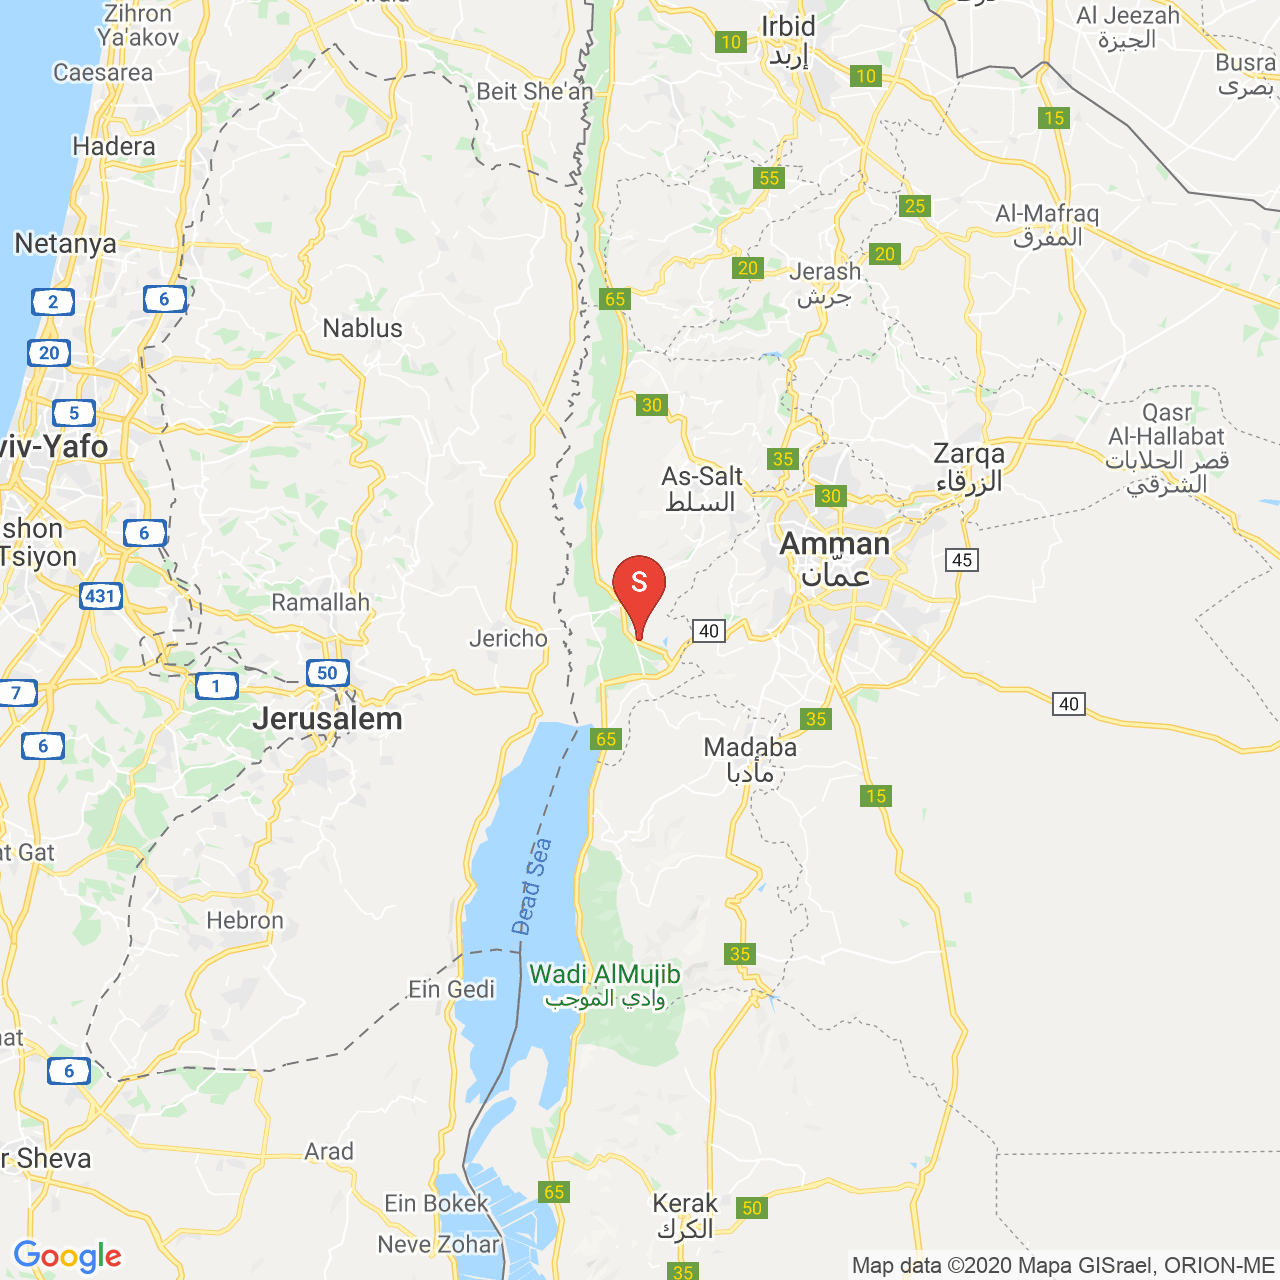 Zihron
Ya'akov
Irbid
إربد
Al Jeezah
الجيزة
10
Caesarea
Beit She'an
10
Busra
بصرى
15
Hadera
55
25
Al-Mafraq
المفرق
Netanya
20
20
Jerash
جرش
2
6
65
Nablus
20
30
5
Qasr
Al-Hallabat
قصر الحلابات
الشرقي
viv-Yafo
35
Zarqa
الزرقاء
As-Salt
السلط
30
shon
Tsiyon
6
Amman
عمّان
45
S
431
Ramallah
Jericho
40
50
7
1
40
Jerusalem
35
6
65
Madaba
مأدبا
15
at Gat
Dead Sea
Hebron
35
Wadi AlMujib
وادي الموجب
Ein Gedi
nat
6
Arad
r Sheva
65
Ein Bokek
Kerak
الكرك
50
Neve Zohar
Google
35
Map data ©2020 Mapa GISrael, ORION-ME